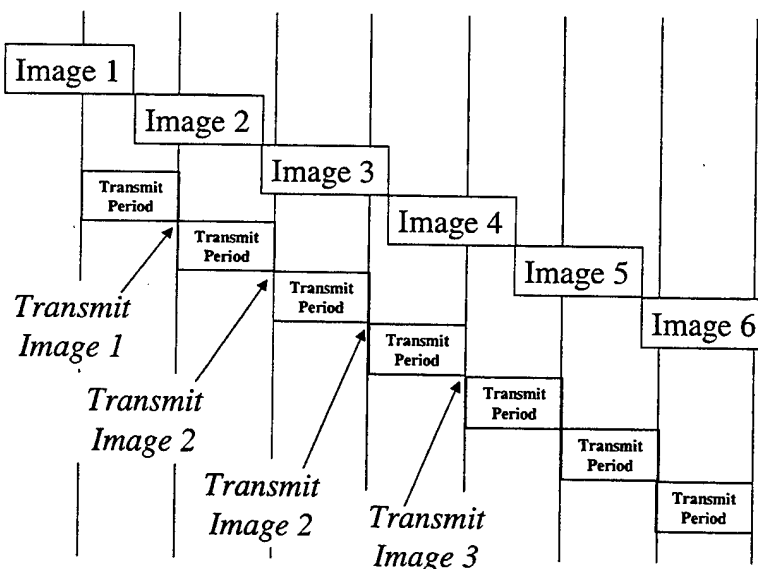 Image 1
Image 2
Image 3
Image 4
Image 5
Image 6
Transmit
Period
Transmit
Period
Transmit
Period
Transmit
Period
Transmit
Period
Transmit
Period
Transmit
Period
Transmit
Image 1
Transmit
Image 2
Transmit
Image 2
Transmit
Image 3